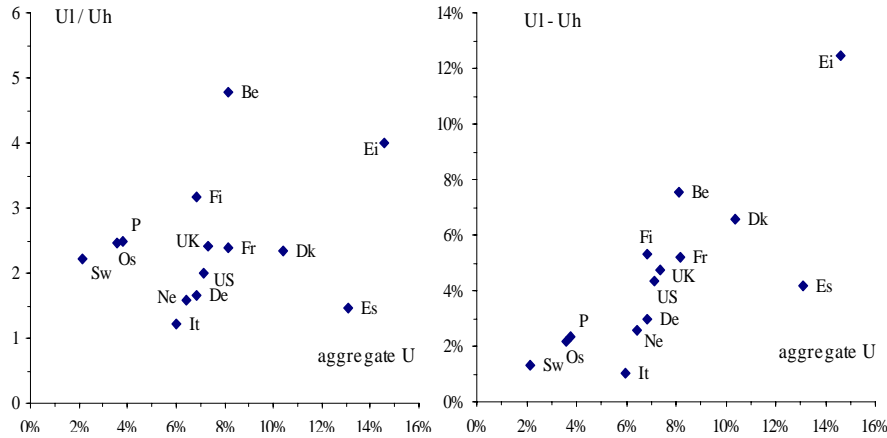 Ul / Uh
6
5
4
3
2
1
0
Be
Ei
Fi
P
UK
Fr
Dk
Os
Sw
US
Ne
De
Es
It
aggregate U
0% 2% 4% 6% 8% 10% 12% 14% 16%
Ul - Uh
14%
12%
10%
8%
6%
4%
2%
0%
Ei
Be
Dk
Fi
Fr
UK
US
Es
De
P
Ne
Os
Sw
It
aggregate U
0% 2% 4% 6% 8% 10% 12% 14% 16%